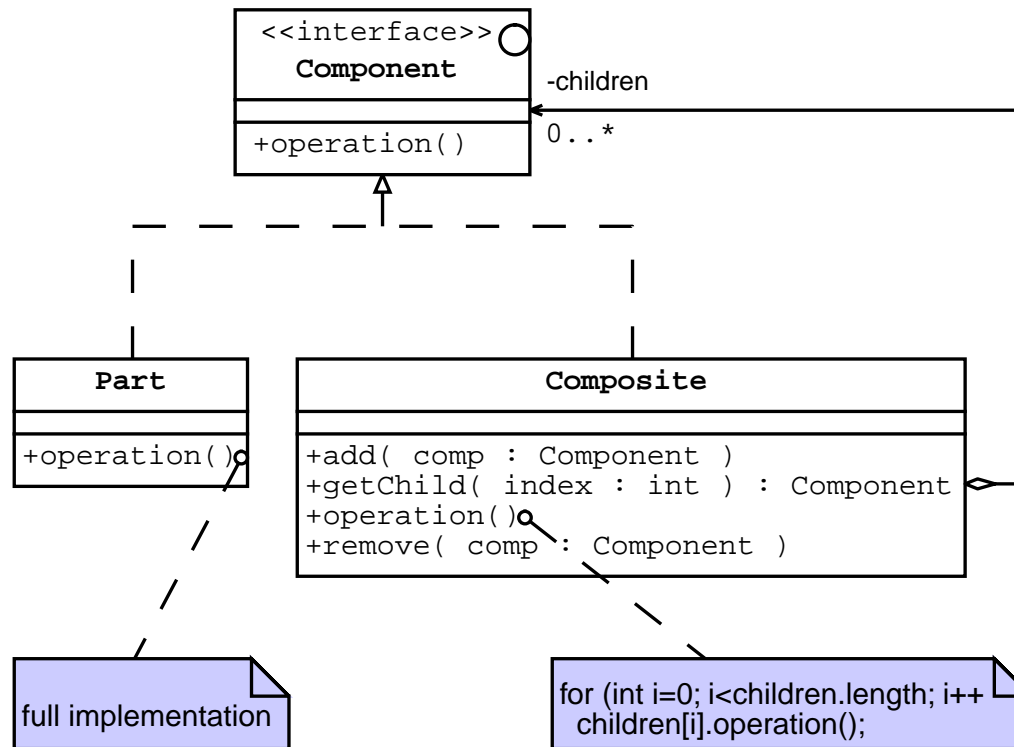 <<interface>>
Component
+operation()
-children
0..*
Part
+operation()
Composite
+add( comp : Component )
+getChild( index : int ) : Component
+operation()
+remove( comp : Component )
full implementation
for (int i=0; i<children.length; i++
children[i].operation();